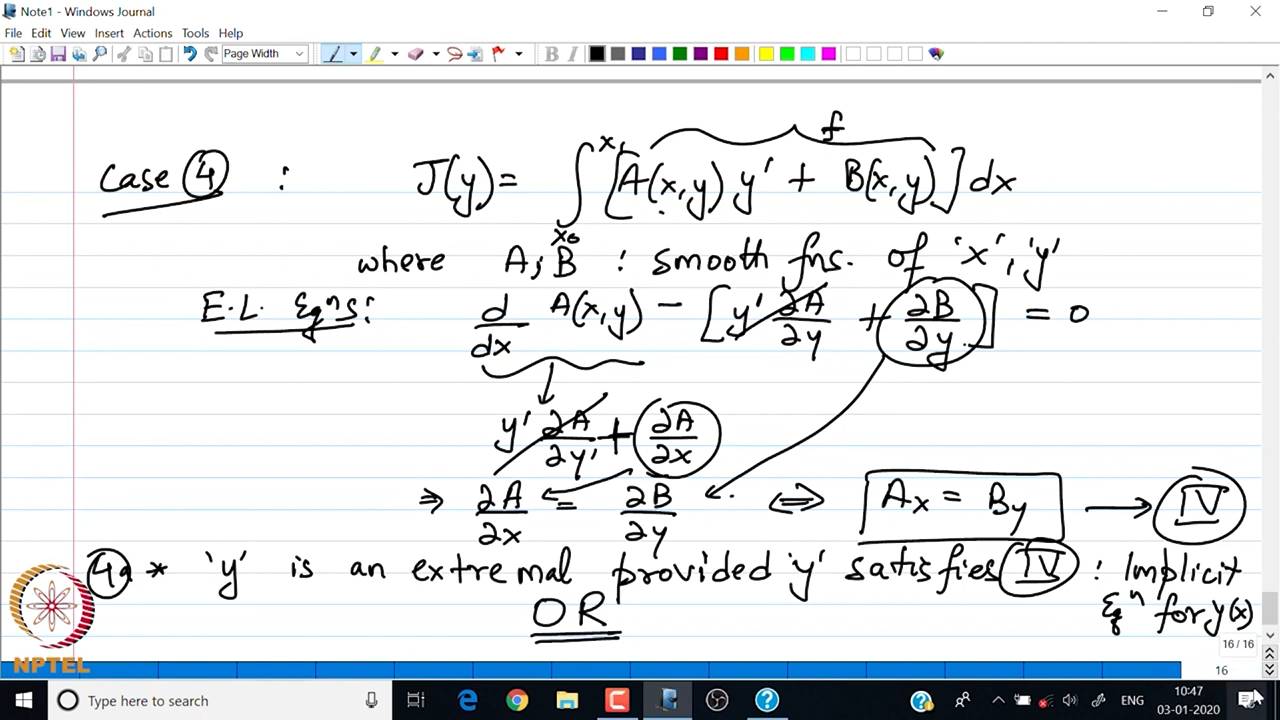 Note1 - Windows Journal
File Edit View Insert Actions Tools Help
Page Width
Case 4 : J(y) = ∫_{x₀}^{x₁} [A(x,y) y' + B(x,y)] dx
f
where A, B : smooth fns. of 'x', 'y'
E.L. Eqⁿs: d/dx A(x,y) - [y' ∂A/∂y + ∂B/∂y] = 0
y' ∂A/∂y' + ∂A/∂x
⇒ ∂A/∂x = ∂B/∂y ⇔ Ax = By → IV
4a * 'y' is an extremal provided 'y' satisfies IV : Implicit
OR Eqⁿ for y(x)
NPTEL
16 / 16
16
Type here to search
ENG
10:47
03-01-2020